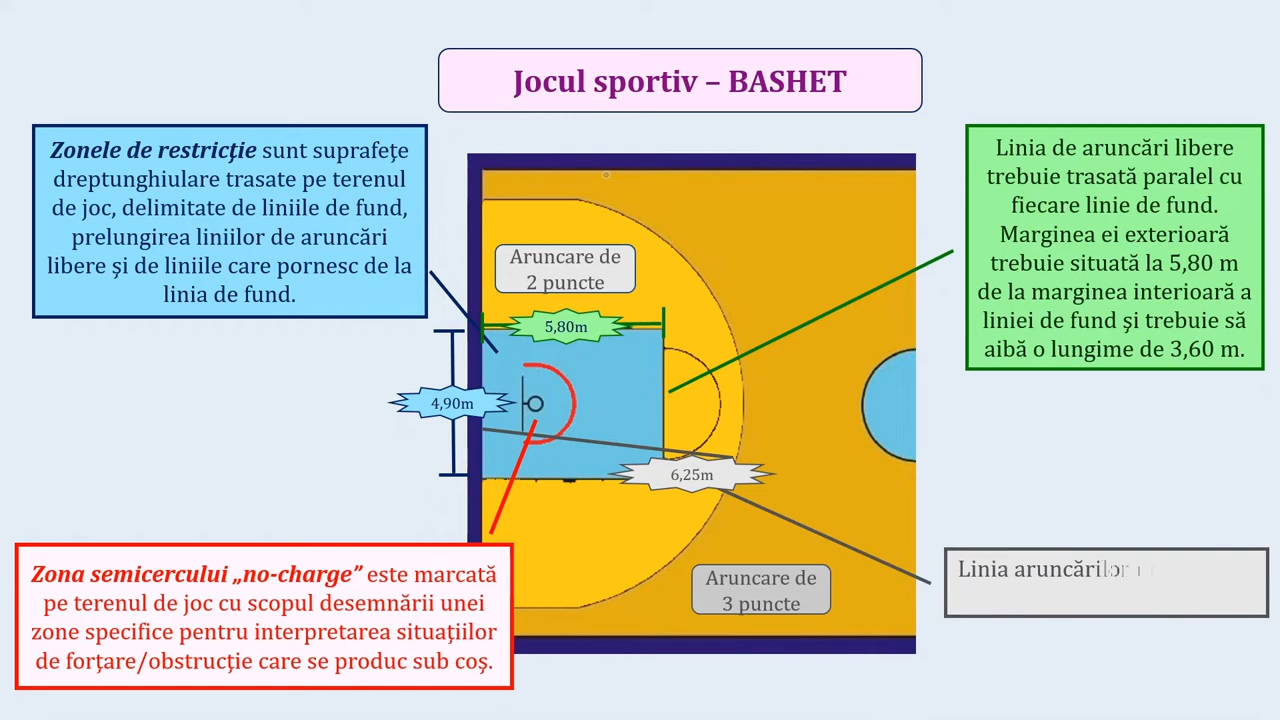 Jocul sportiv – BASHET
Zonele de restricţie sunt suprafeţe
dreptunghiulare trasate pe terenul
de joc, delimitate de liniile de fund,
prelungirea liniilor de aruncări
libere şi de liniile care pornesc de la
linia de fund.
Linia de aruncări libere
trebuie trasată paralel cu
fiecare linie de fund.
Marginea ei exterioară
trebuie situată la 5,80 m
de la marginea interioară a
liniei de fund şi trebuie să
aibă o lungime de 3,60 m.
Aruncare de
2 puncte
5,80m
4,90m
6,25m
Zona semicercului „no-charge” este marcată
pe terenul de joc cu scopul desemnării unei
zone specifice pentru interpretarea situaţiilor
de forţare/obstrucţie care se produc sub coş.
Aruncare de
3 puncte
Linia aruncărilor